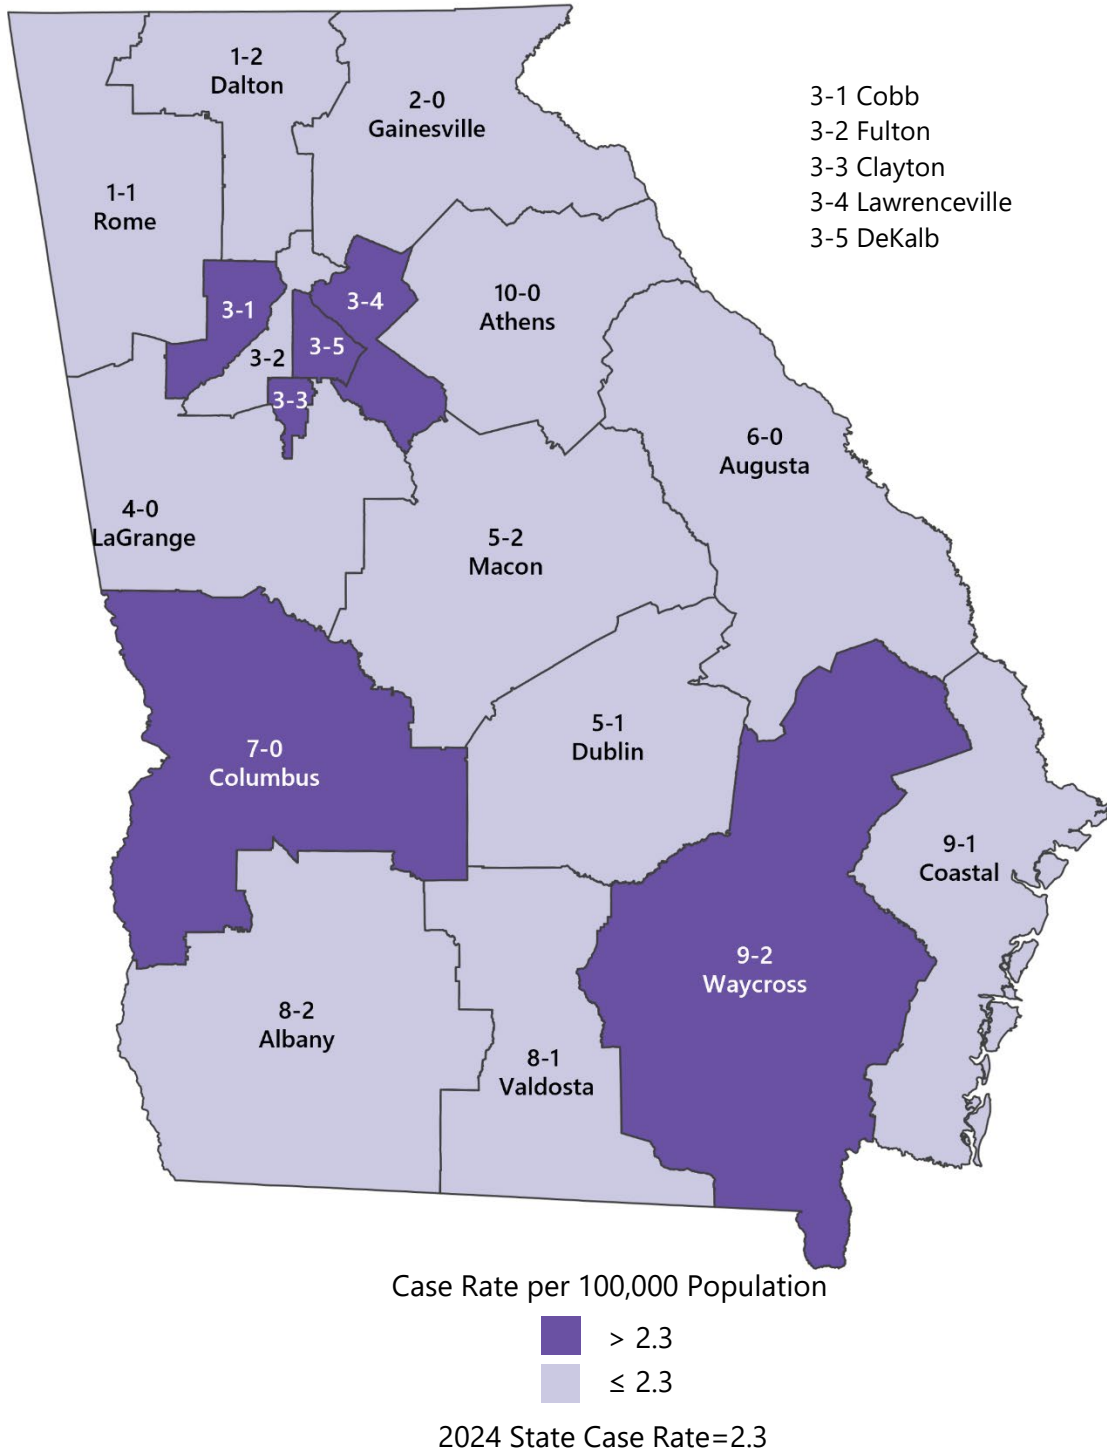 1-2
Dalton
2-0
Gainesville
3-1 Cobb
3-2 Fulton
3-3 Clayton
3-4 Lawrenceville
3-5 DeKalb
1-1
Rome
10-0
Athens
3-1
3-4
3-2
3-5
3-3
6-0
Augusta
4-0
LaGrange
5-2
Macon
5-1
Dublin
7-0
Columbus
9-1
Coastal
9-2
Waycross
8-2
Albany
8-1
Valdosta
Case Rate per 100,000 Population
> 2.3
≤ 2.3
2024 State Case Rate=2.3